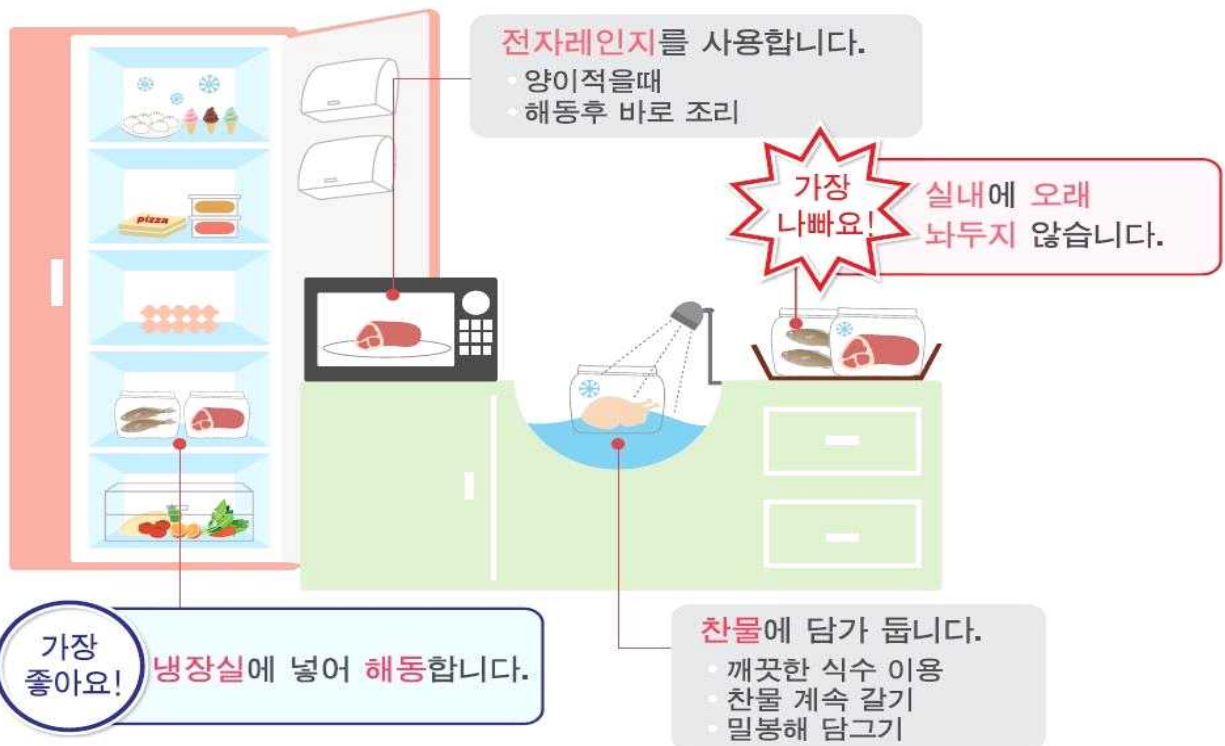 전자레인지를 사용합니다.
양이적을때
해동후 바로 조리
가장
나빠요!
실내에 오래
놔두지 않습니다.
pizza
가장
좋아요!
냉장실에 넣어 해동합니다.
찬물에 담가 둡니다.
깨끗한 식수 이용
찬물 계속 갈기
밀봉해 담그기